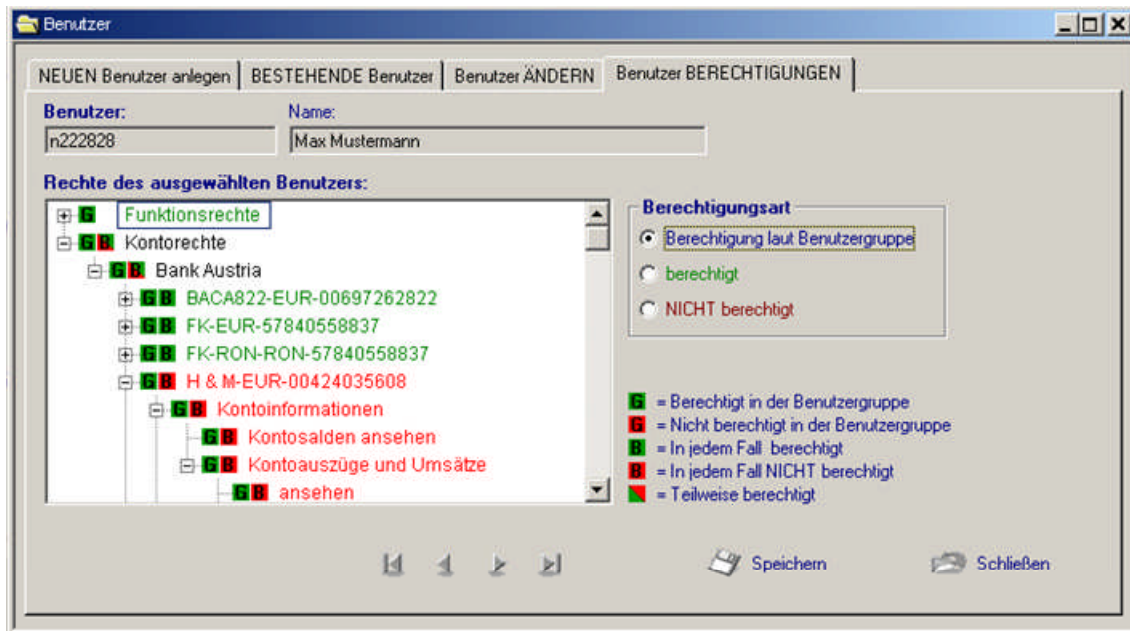 Benutzer
NEUEN Benutzer anlegen BESTEHENDE Benutzer Benutzer ÄNDERN Benutzer BERECHTIGUNGEN
Benutzer: Name:
n222828 Max Mustermann
Rechte des ausgewählten Benutzers:
G Funktionsrechte
G B Kontorechte
G B Bank Austria
G B BACA822-EUR-00697262822
G B FK-EUR-57840558837
G B FK-RON-RON-57840558837
G B H & M-EUR-00424035608
G B Kontoinformationen
G B Kontosalden ansehen
G B Kontoauszüge und Umsätze
G B ansehen
Berechtigungsart
Berechtigung laut Benutzergruppe
berechtigt
NICHT berechtigt
G = Berechtigt in der Benutzergruppe
G = Nicht berechtigt in der Benutzergruppe
B = In jedem Fall berechtigt
B = In jedem Fall NICHT berechtigt
= Teilweise berechtigt
Speichern Schließen